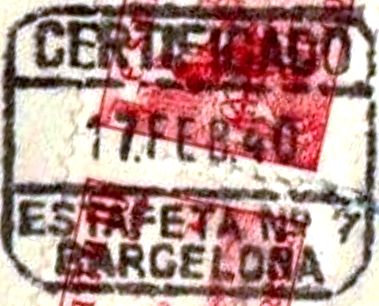 CERTIFICADO
17.FEB.40
ESTAFETA Nº 7
BARCELONA